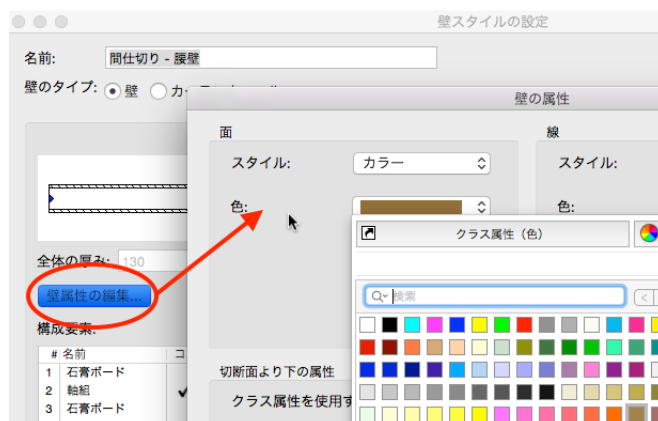 壁スタイルの設定
名前: 間仕切り - 腰壁
壁のタイプ: 壁
壁の属性
面
線
スタイル: カラー
スタイル:
色:
色:
クラス属性（色）
全体の厚み: 130
検索
壁属性の編集...
構成要素:
# 名前 コ
1 石膏ボード
2 軸組
3 石膏ボード
切断面より下の属性
クラス属性を使用す